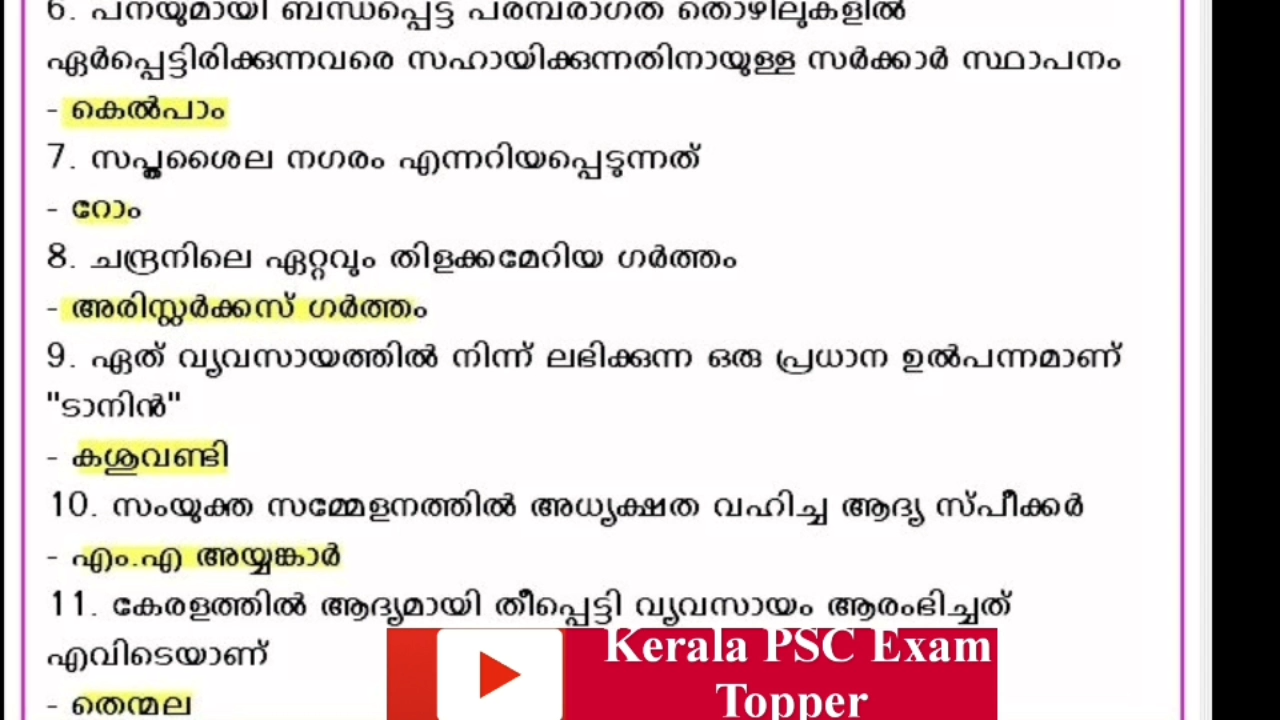 6. പനയുമായി ബന്ധപ്പെട്ട പരമ്പരാഗത തൊഴിലുകളിൽ
ഏർപ്പെട്ടിരിക്കുന്നവരെ സഹായിക്കുന്നതിനായുള്ള സർക്കാർ സ്ഥാപനം
- കെൽപാം
7. സപ്തശൈല നഗരം എന്നറിയപ്പെടുന്നത്
- റോം
8. ചന്ദ്രനിലെ ഏറ്റവും തിളക്കമേറിയ ഗർത്തം
- അരിസ്റ്റർക്കസ് ഗർത്തം
9. ഏത് വ്യവസായത്തിൽ നിന്ന് ലഭിക്കുന്ന ഒരു പ്രധാന ഉൽപന്നമാണ്
"ടാനിൻ"
- കശുവണ്ടി
10. സംയുക്ത സമ്മേളനത്തിൽ അധ്യക്ഷത വഹിച്ച ആദ്യ സ്പീക്കർ
- എം.എ അയ്യങ്കാർ
11. കേരളത്തിൽ ആദ്യമായി തീപ്പെട്ടി വ്യവസായം ആരംഭിച്ചത്
എവിടെയാണ്
- തെന്മല
Kerala PSC Exam
Topper